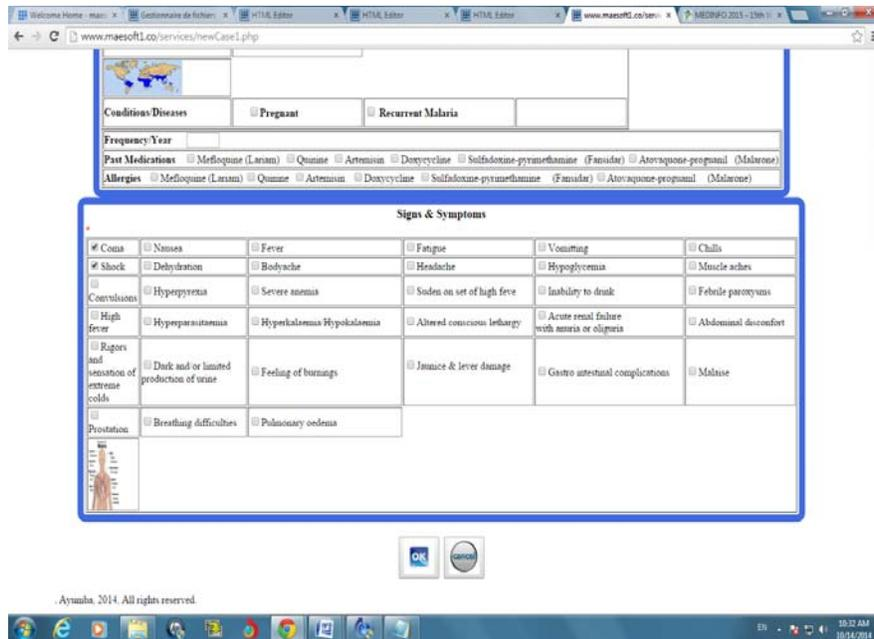 Welcome Home - maes
Gestionnaire de fichiers
HTML Editor
HTML Editor
HTML Editor
www.maesoft1.co/servi
MEDINFO 2015 - 15th
www.maesoft1.co/services/newCase1.php
Conditions/Diseases Pregnant Recurrent Malaria
Frequency/Year
Past Medications Mefloquine (Lariam) Quinine Artemisin Doxycycline Sulfadoxine-pyrimethamine (Fansidar) Atovaquone-proguanil (Malarone)
Allergies Mefloquine (Lariam) Quinine Artemisin Doxycycline Sulfadoxine-pyrimethamine (Fansidar) Atovaquone-proguanil (Malarone)
Signs & Symptoms
*
Coma Nausea Fever Fatigue Vomitting Chills
Shock Dehydration Bodyache Headache Hypoglycemia Muscle aches
Convulsions Hyperpyrexia Severe anemia Suden on set of high feve Inability to drink Febrile paroxysms
High
fever Hyperparasitaemia Hyperkalaemia Hypokalaemia Altered conscious lethargy Acute renal failure
with anuria or oliguria Abdominal discomfort
Rigors
and
sensation of
extreme
colds Dark and/or limited
production of urine Feeling of burnings Jaunice & lever damage Gastro intestinal complications Malaise
Prostation Breathing difficulties Pulmonary oedema
OK
cancel
. Ayumba, 2014. All rights reserved.
EN
10:32 AM
10/14/2014